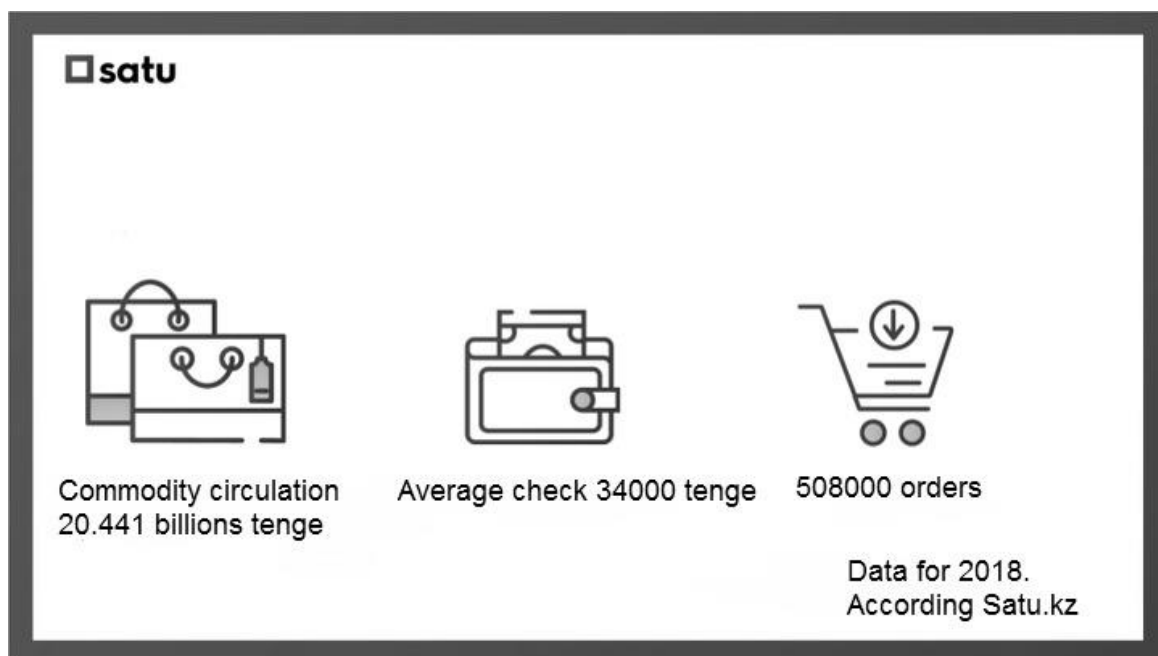 satu
Commodity circulation
20.441 billions tenge
Average check 34000 tenge
508000 orders
Data for 2018.
According Satu.kz